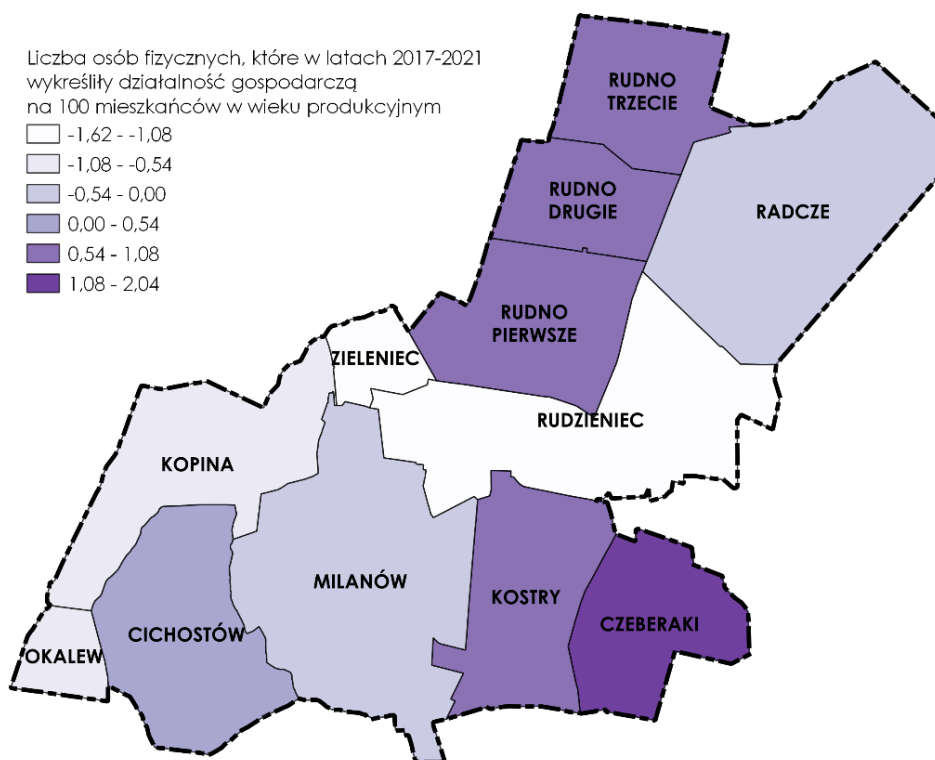 Liczba osób fizycznych, które w latach 2017-2021
wykreśliły działalność gospodarczą
na 100 mieszkańców w wieku produkcyjnym
-1,62 - -1,08
-1,08 - -0,54
-0,54 - 0,00
0,00 - 0,54
0,54 - 1,08
1,08 - 2,04
RUDNO
TRZECIE
RUDNO
DRUGIE
RADCZE
RUDNO
PIERWSZE
ZIELENIEC
RUDZIENIEC
KOPINA
MILANÓW
KOSTRY
CZEBERAKI
CICHOSTÓW
OKALEW